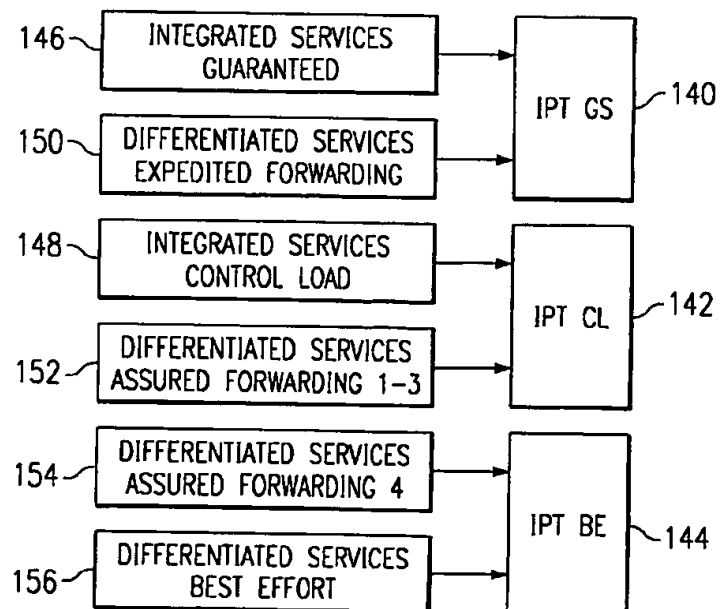 146
INTEGRATED SERVICES
GUARANTEED
IPT GS
140
150
DIFFERENTIATED SERVICES
EXPEDITED FORWARDING
148
INTEGRATED SERVICES
CONTROL LOAD
IPT CL
142
152
DIFFERENTIATED SERVICES
ASSURED FORWARDING 1-3
154
DIFFERENTIATED SERVICES
ASSURED FORWARDING 4
IPT BE
144
156
DIFFERENTIATED SERVICES
BEST EFFORT